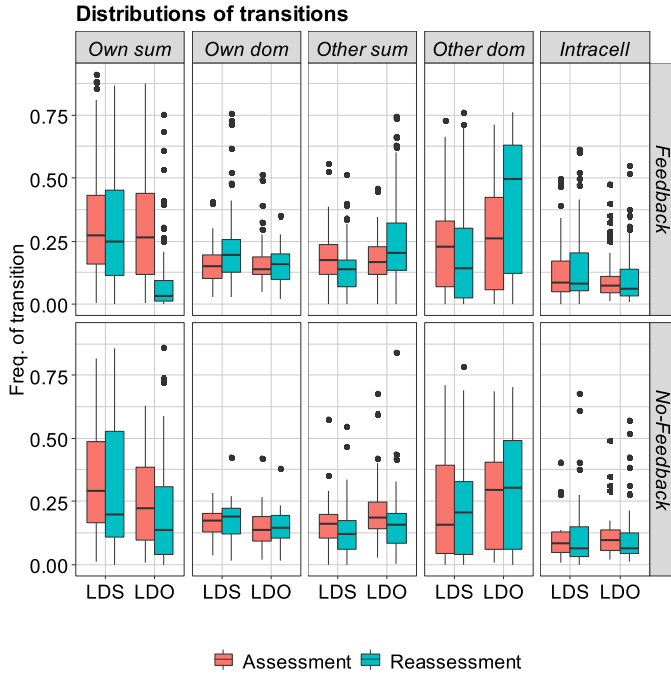 Distributions of transitions
Own sum Own dom Other sum Other dom Intracell
Freq. of transition
0.75
0.50
0.25
0.00
Feedback
0.75
0.50
0.25
0.00
No-Feedback
LDS LDO LDS LDO LDS LDO LDS LDO LDS LDO
Assessment Reassessment